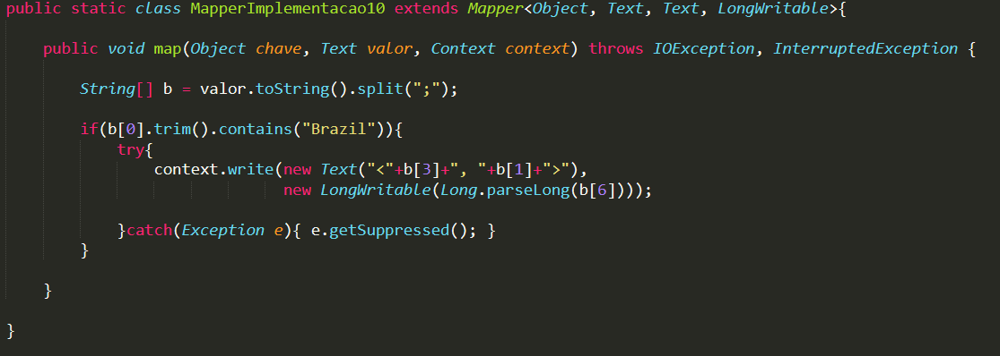 public static class MapperImplementacao10 extends Mapper<Object, Text, Text, LongWritable>{
public void map(Object chave, Text valor, Context context) throws IOException, InterruptedException {
String[] b = valor.toString().split(";");
if(b[0].trim().contains("Brazil")){
try{
context.write(new Text("<"+b[3]+", "+b[1]+">"),
new LongWritable(Long.parseLong(b[6])));
}catch(Exception e){ e.getSuppressed(); }
}
}
}